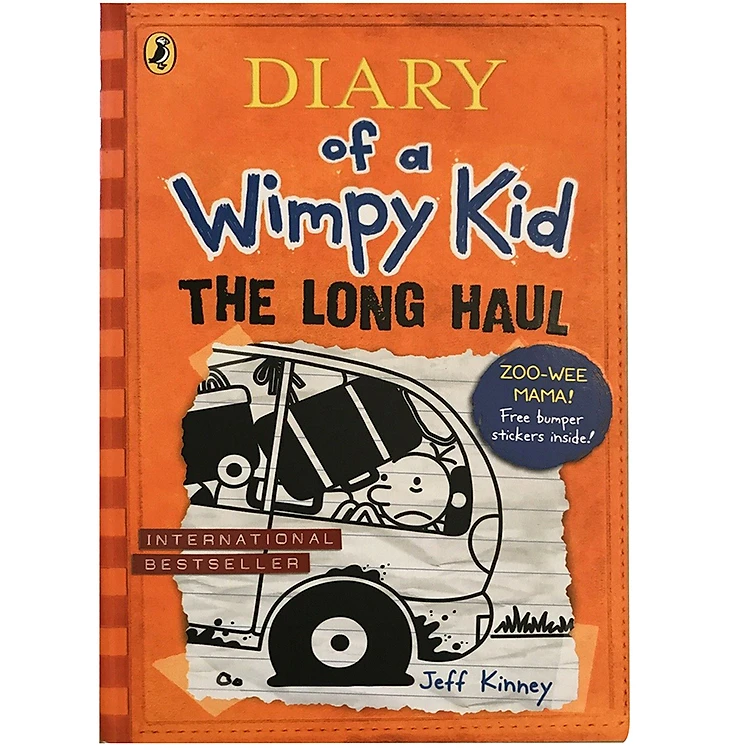 DIARY
of a
Wimpy Kid
THE LONG HAUL
ZOO-WEE
MAMA!
Free bumper
stickers inside!
INTERNATIONAL
BESTSELLER
Jeff Kinney